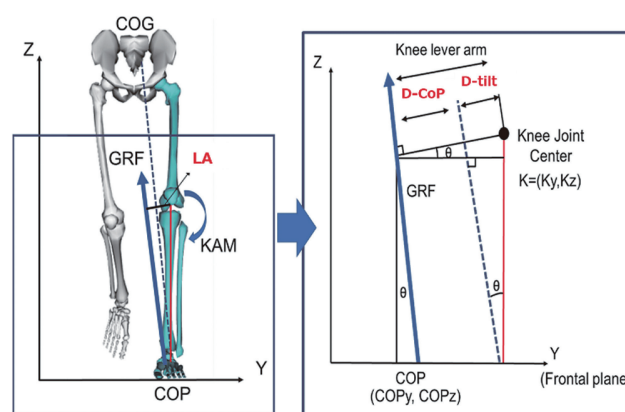 COG
Z
GRF
LA
KAM
Y
COP
Z
Knee lever arm
D-CoP
D-tilt
Knee Joint
Center
K=(Ky,Kz)
θ
GRF
θ
θ
Y
COP
(COPy, COPz)
(Frontal plane)